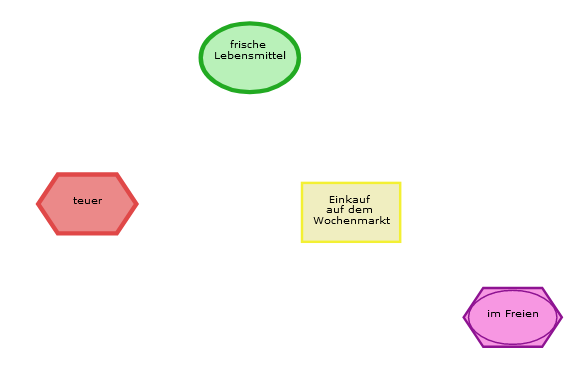 frische
Lebensmittel
teuer
Einkauf
auf dem
Wochenmarkt
im Freien